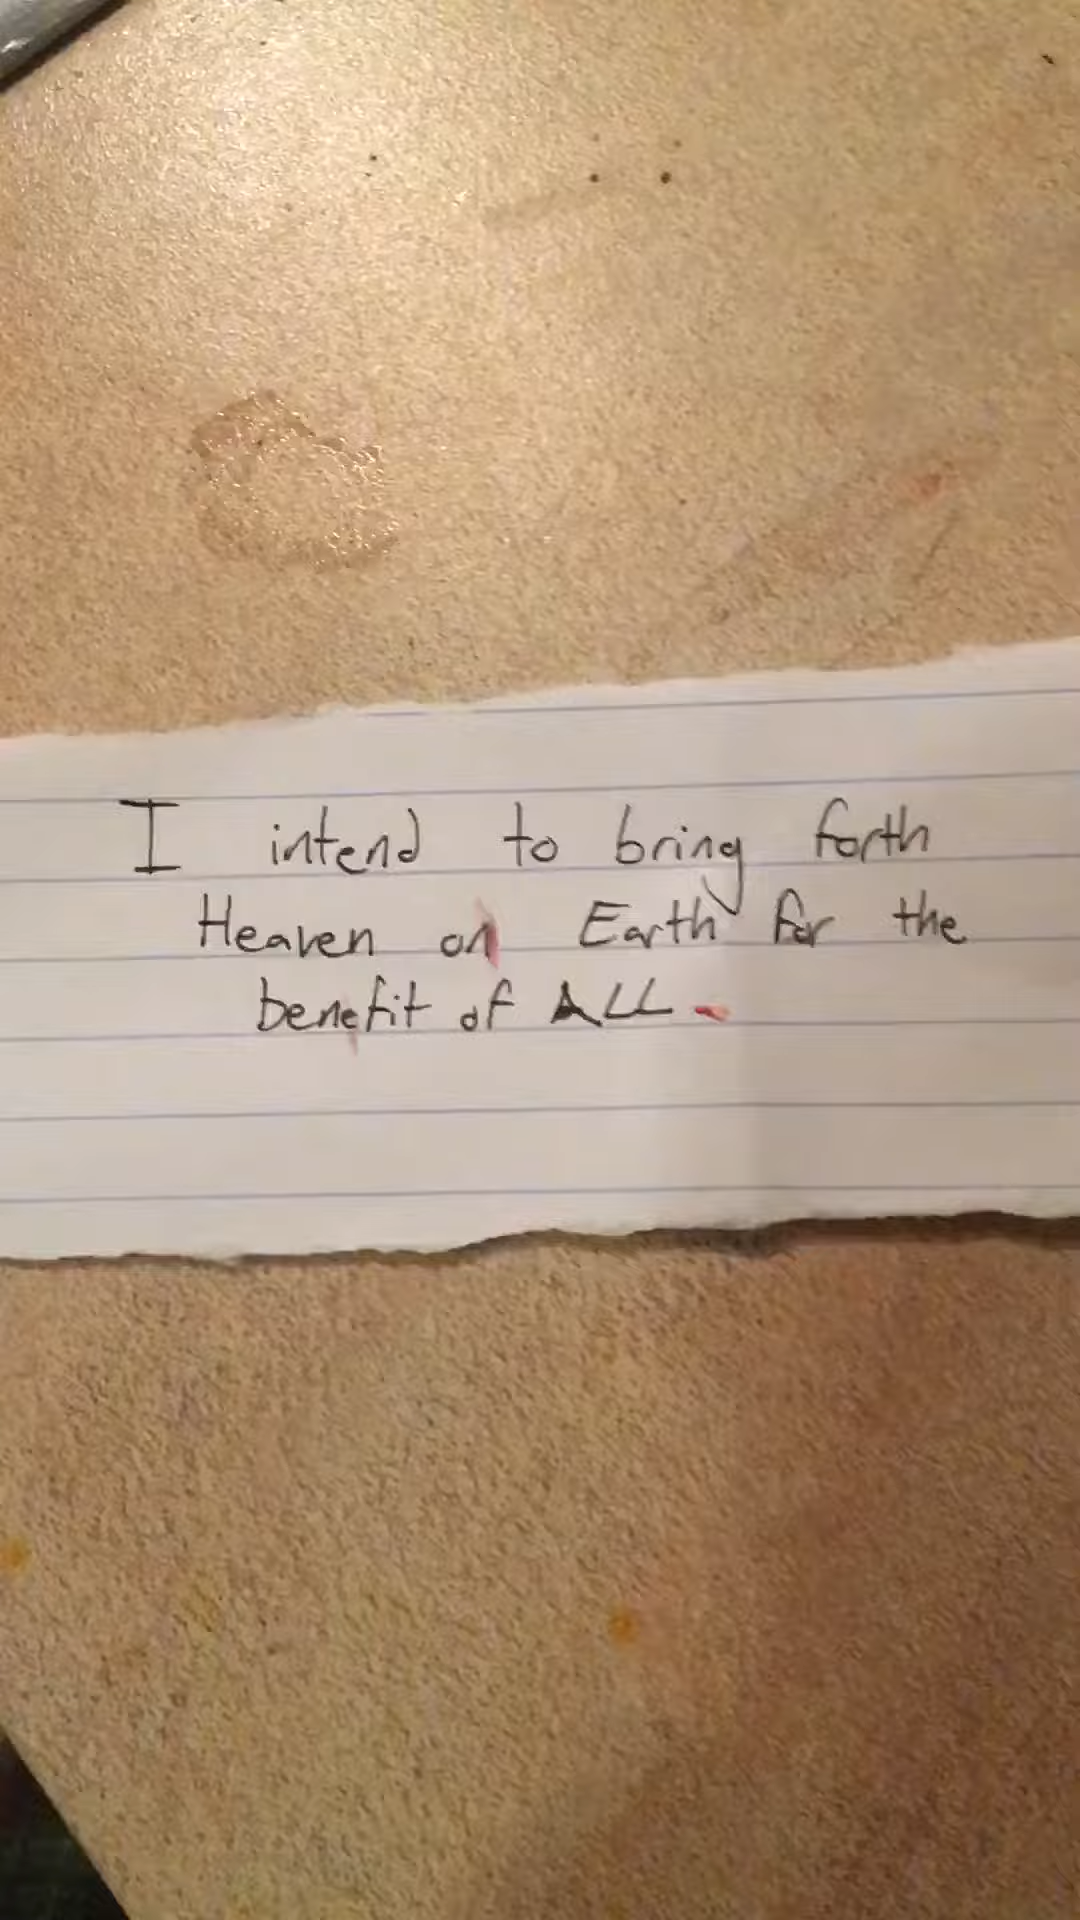 I intend to bring forth
Heaven on Earth for the
benefit of ALL.